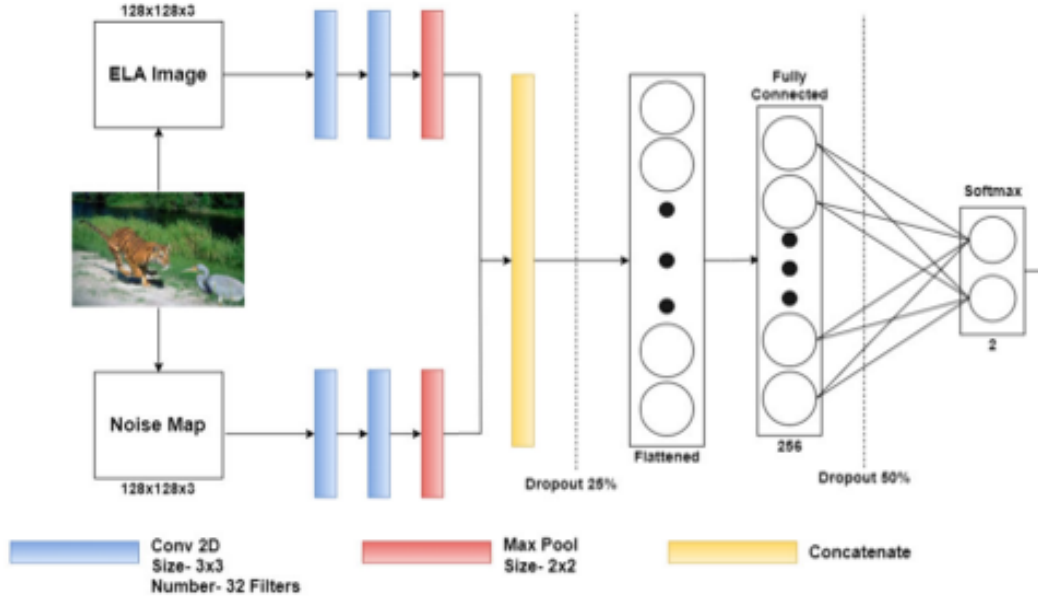 128x128x3
ELA Image
Noise Map
128x128x3
Flattened
Dropout 25%
Fully
Connected
256
Dropout 50%
Softmax
2
Conv 2D
Size- 3x3
Number- 32 Filters
Max Pool
Size- 2x2
Concatenate